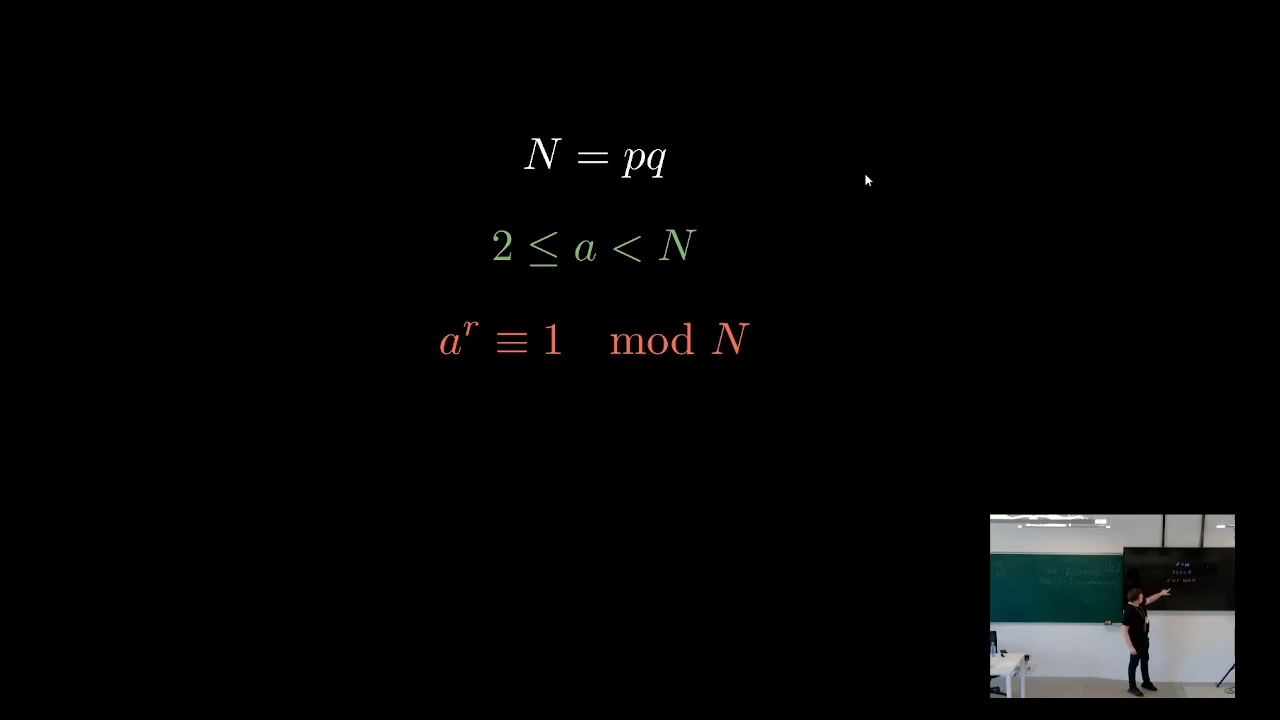 N = pq
2 ≤ a < N
a^r ≡ 1 mod N